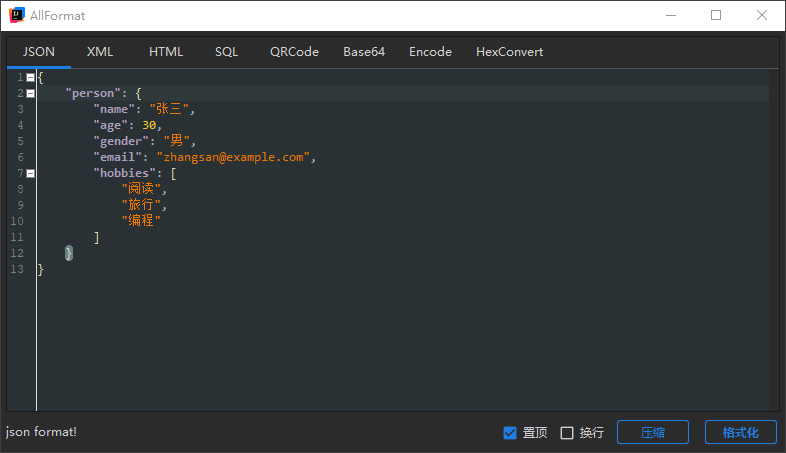 AllFormat
JSON XML HTML SQL QRCode Base64 Encode HexConvert
1 {
2 "person": {
3 "name": "张三",
4 "age": 30,
5 "gender": "男",
6 "email": "zhangsan@example.com",
7 "hobbies": [
8 "阅读",
9 "旅行",
10 "编程"
11 ]
12 }
13 }
json format! 置顶 换行 压缩 格式化